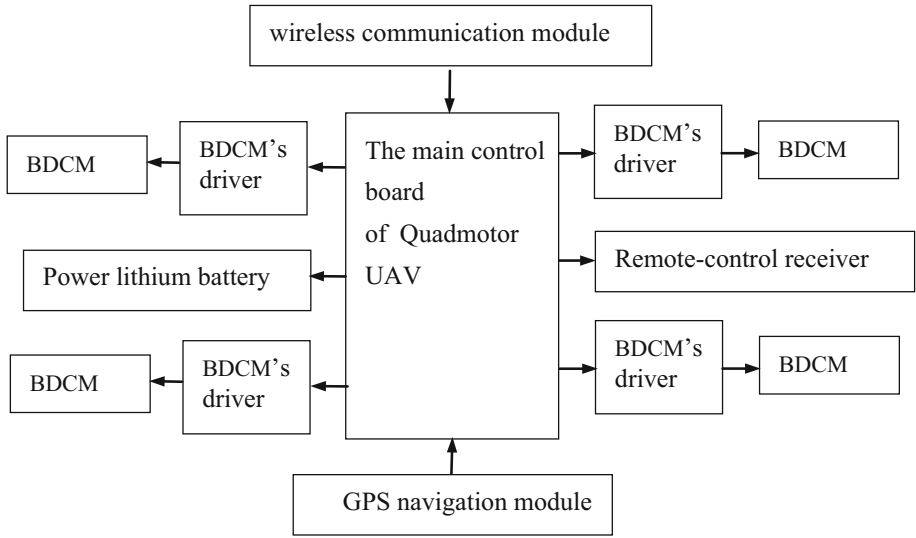 wireless communication module
BDCM
BDCM's
driver
The main control
board
of Quadmotor
UAV
BDCM's
driver
BDCM
Power lithium battery
Remote-control receiver
BDCM
BDCM's
driver
BDCM's
driver
BDCM
GPS navigation module